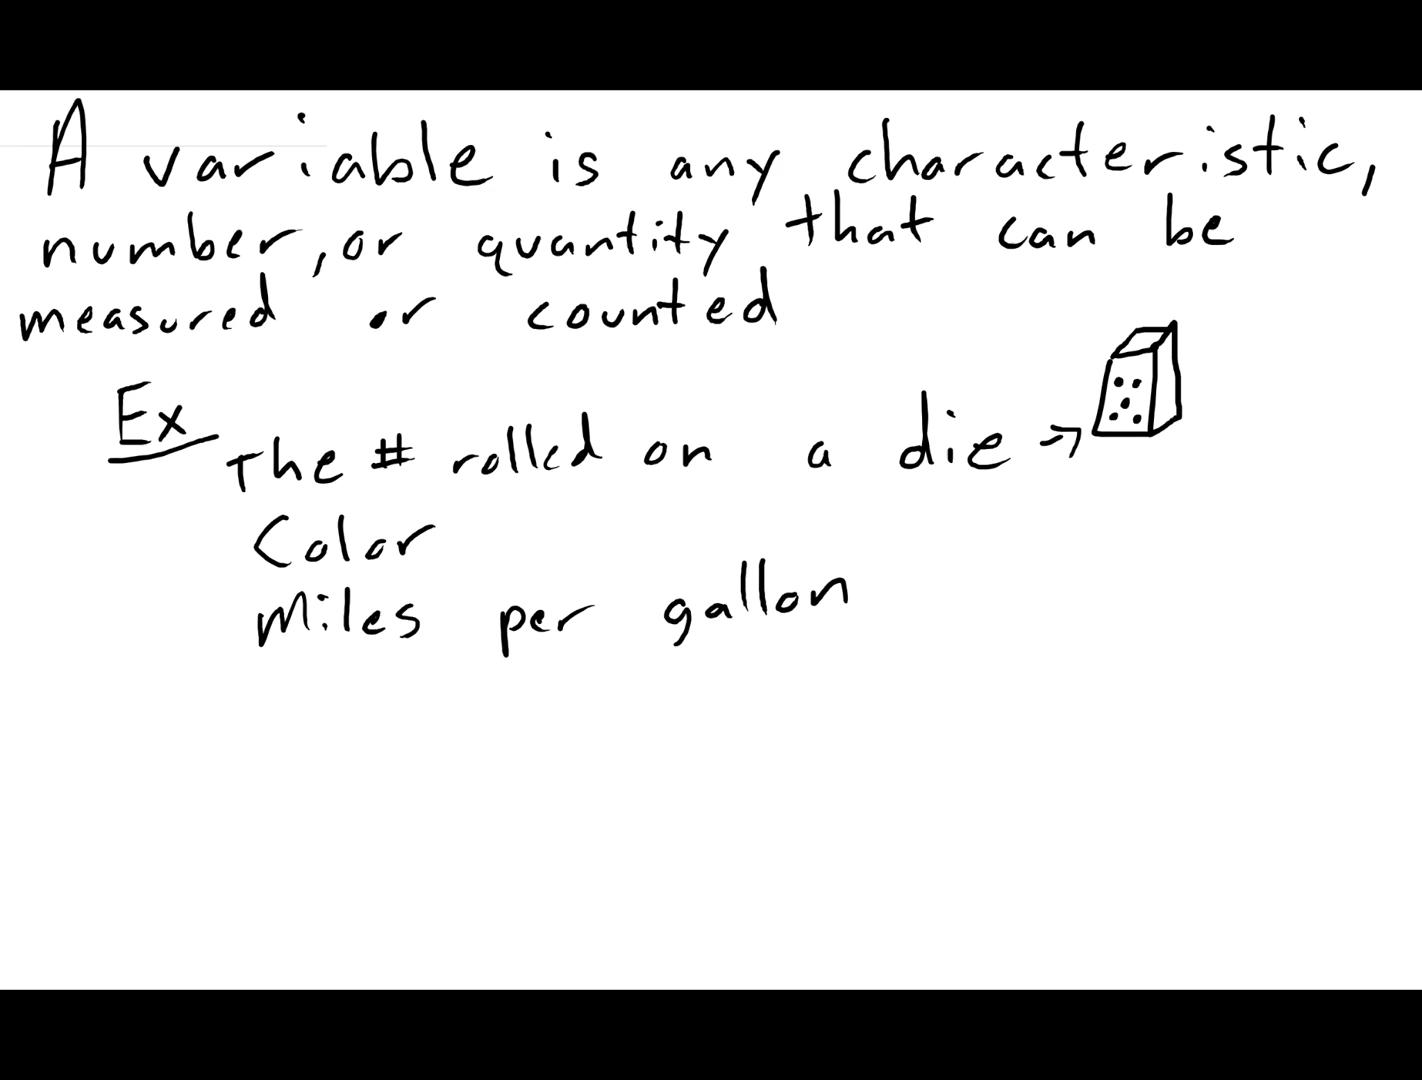 A variable is any characteristic,
number, or quantity that can be
measured or counted
Ex
The # rolled on a die →
Color
Miles per gallon